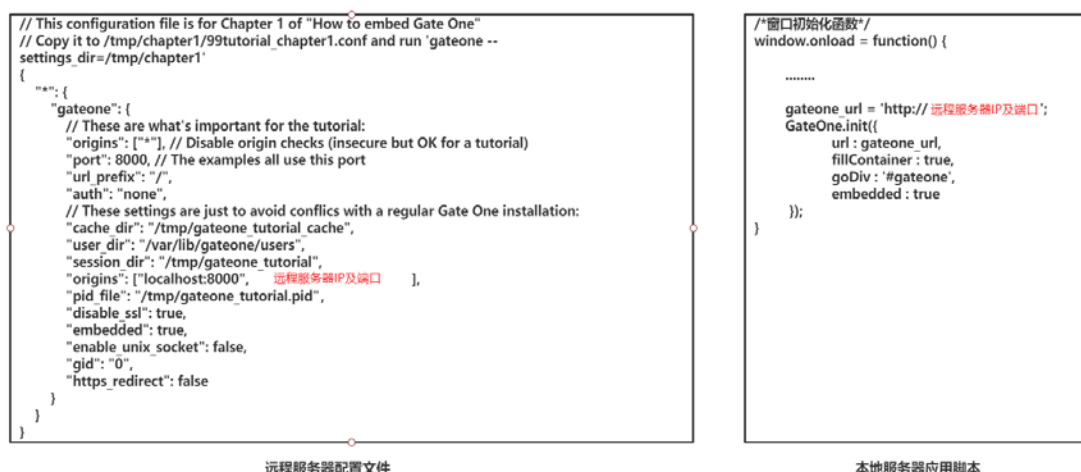 // This configuration file is for Chapter 1 of "How to embed Gate One"
// Copy it to /tmp/chapter1/99tutorial_chapter1.conf and run 'gateone --
settings_dir=/tmp/chapter1'
{
"*": {
"gateone": {
// These are what's important for the tutorial:
"origins": ["*"], // Disable origin checks (insecure but OK for a tutorial)
"port": 8000, // The examples all use this port
"url_prefix": "/",
"auth": "none",
// These settings are just to avoid conflics with a regular Gate One installation:
"cache_dir": "/tmp/gateone_tutorial_cache",
"user_dir": "/var/lib/gateone/users",
"session_dir": "/tmp/gateone_tutorial",
"origins": ["localhost:8000", 远程服务器IP及端口 ],
"pid_file": "/tmp/gateone_tutorial.pid",
"disable_ssl": true,
"embedded": true,
"enable_unix_socket": false,
"gid": "0",
"https_redirect": false
}
}
}
远程服务器配置文件
/*窗口初始化函数*/
window.onload = function() {
........
gateone_url = 'http:// 远程服务器IP及端口';
GateOne.init({
url : gateone_url,
fillContainer : true,
goDiv : '#gateone',
embedded : true
});
}
本地服务器应用脚本